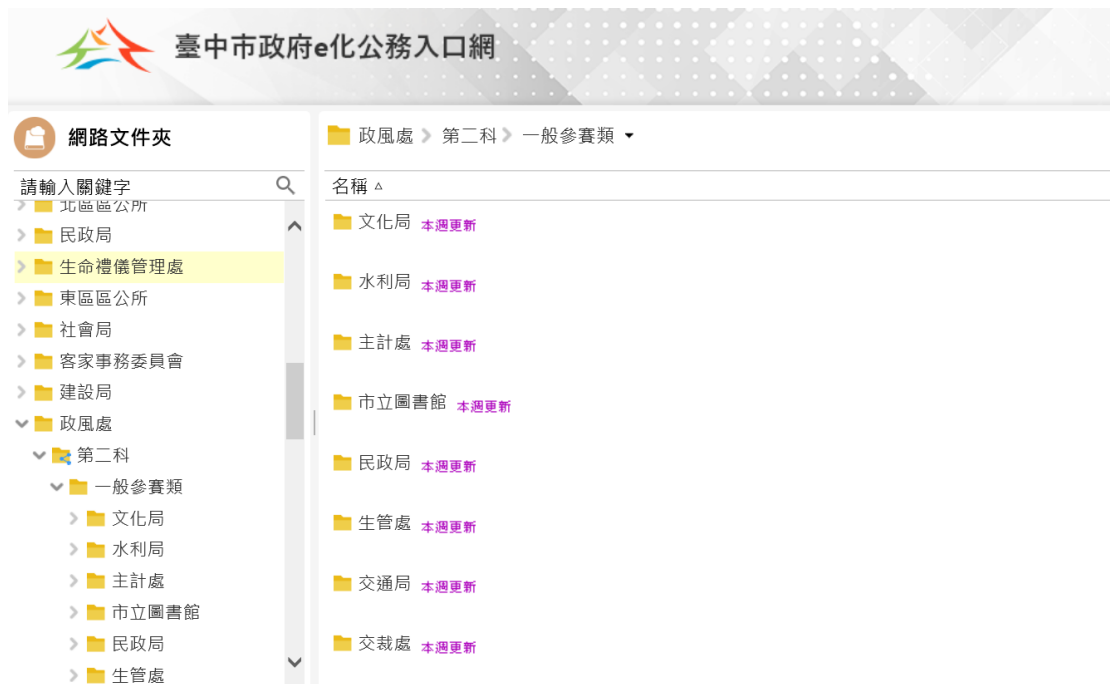 臺中市政府e化公務入口網
網路文件夾
請輸入關鍵字
北區區公所
民政局
生命禮儀管理處
東區區公所
社會局
客家事務委員會
建設局
政風處
第二科
一般參賽類
文化局
水利局
主計處
市立圖書館
民政局
生管處
政風處 第二科 一般參賽類
名稱
文化局 本週更新
水利局 本週更新
主計處 本週更新
市立圖書館 本週更新
民政局 本週更新
生管處 本週更新
交通局 本週更新
交裁處 本週更新